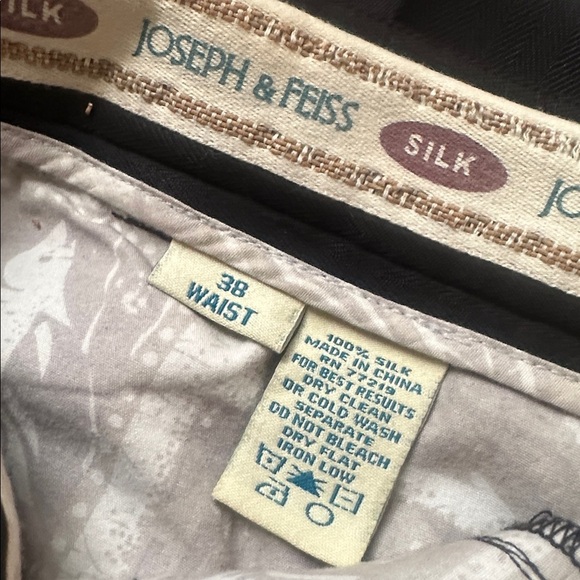 SILK
JOSEPH & FEISS
SILK
JO
38
WAIST
100% SILK
MADE IN CHINA
RN 77219
FOR BEST RESULTS
DRY CLEAN
OR COLD WASH
SEPARATE
DO NOT BLEACH
DRY FLAT
IRON LOW